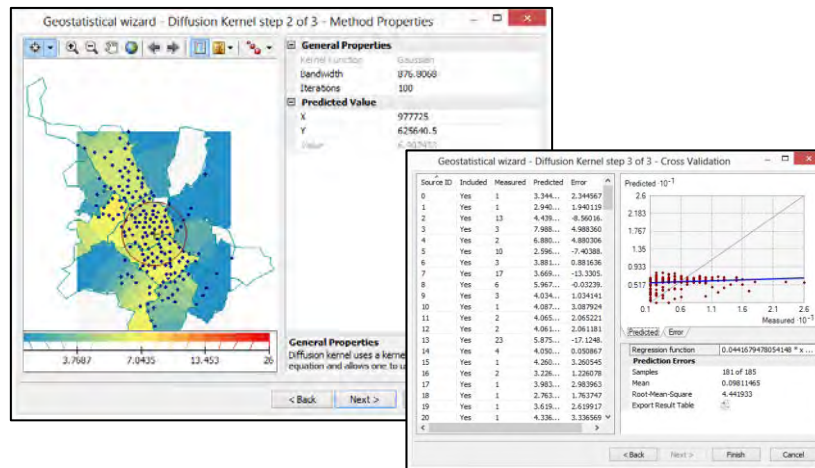 Geostatistical wizard - Diffusion Kernel step 2 of 3 - Method Properties
General Properties
Kernel Function Gaussian
Bandwidth 876.8068
Iterations 100
Predicted Value
X 977725
Y 625640.5
Value
3.7687 7.0435 13.453 26
General Properties
Diffusion kernel uses a kerne
equation and allows one to u
< Back Next >
Geostatistical wizard - Diffusion Kernel step 3 of 3 - Cross Validation
Source ID Included Measured Predicted Error
0 Yes 1 3.344... 2.344567
1 Yes 1 2.940... 1.940119
2 Yes 13 4.439... -8.56016...
3 Yes 3 7.988... 4.988360
4 Yes 2 6.880... 4.880306
5 Yes 10 2.596... -7.40388...
6 Yes 3 3.881... 0.881636
7 Yes 17 3.669... -13.3305...
8 Yes 6 5.967... -0.03239...
9 Yes 3 4.034... 1.034141
10 Yes 1 4.087... 3.087924
11 Yes 2 4.065... 2.065221
12 Yes 2 4.061... 2.061181
13 Yes 23 5.875... -17.1248...
14 Yes 4 4.050... 0.050867
15 Yes 1 4.260... 3.260545
16 Yes 2 3.226... 1.226078
17 Yes 1 3.983... 2.983963
18 Yes 1 2.763... 1.763747
19 Yes 1 3.619... 2.619917
20 Yes 1 4.336... 3.336569
Predicted ·10⁻¹
2.6
2.183
1.767
1.35
0.933
0.517
0.1 0.6 1.1 1.6 2.1 2.6
Measured ·10⁻¹
Predicted Error
Regression function 0.0441679478054148 * x ...
Prediction Errors
Samples 181 of 185
Mean 0.09811465
Root-Mean-Square 4.441933
Export Result Table
< Back Next > Finish Cancel